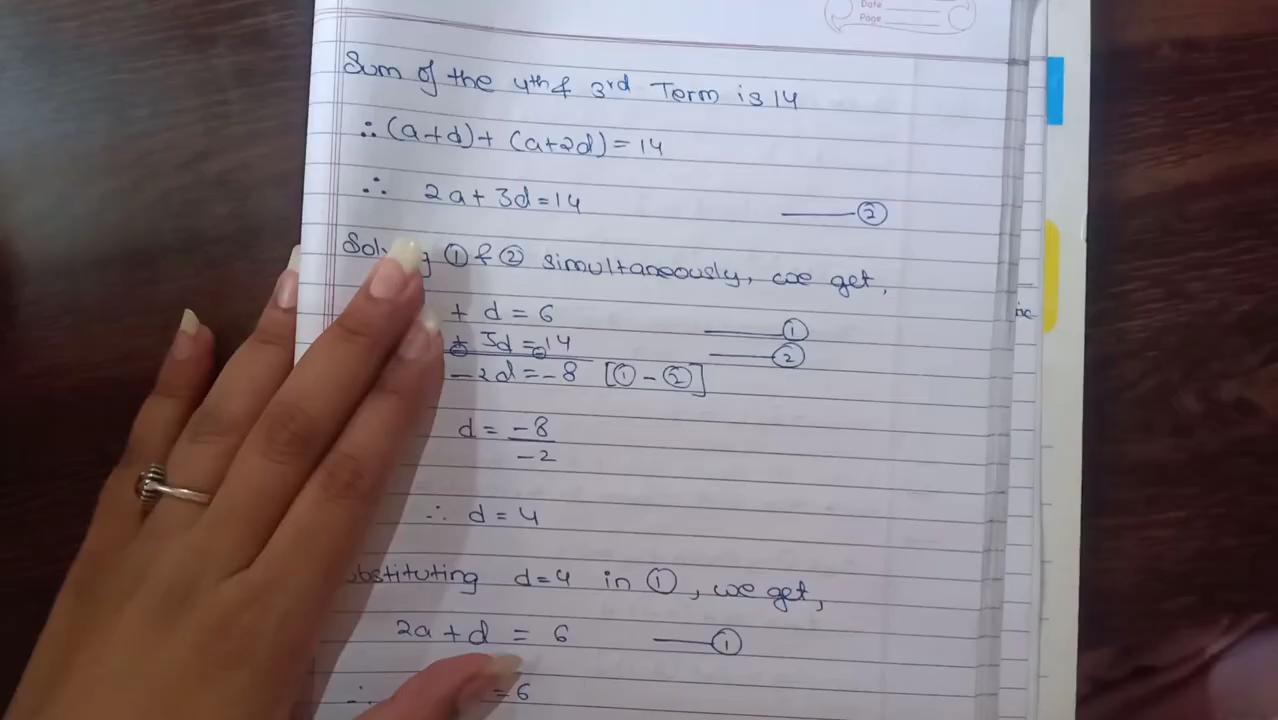 Date
Page
Sum of the 4th & 3rd Term is 14
∴ (a+d) + (a+2d) = 14
∴ 2a + 3d = 14 ②
① & ② simultaneously, we get,
+ d = 6 ①
+ 3d = 14 ②
- 2d = -8 [① - ②]
d = -8
-2
∴ d = 4
d=4 in ①, we get,
2a + d = 6 ①
∴ = 6